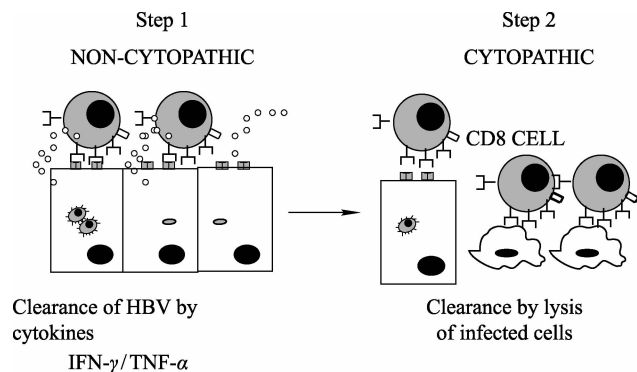 Step 1
NON-CYTOPATHIC
Step 2
CYTOPATHIC
CD8 CELL
Clearance of HBV by
cytokines
IFN-γ/TNF-α
Clearance by lysis
of infected cells